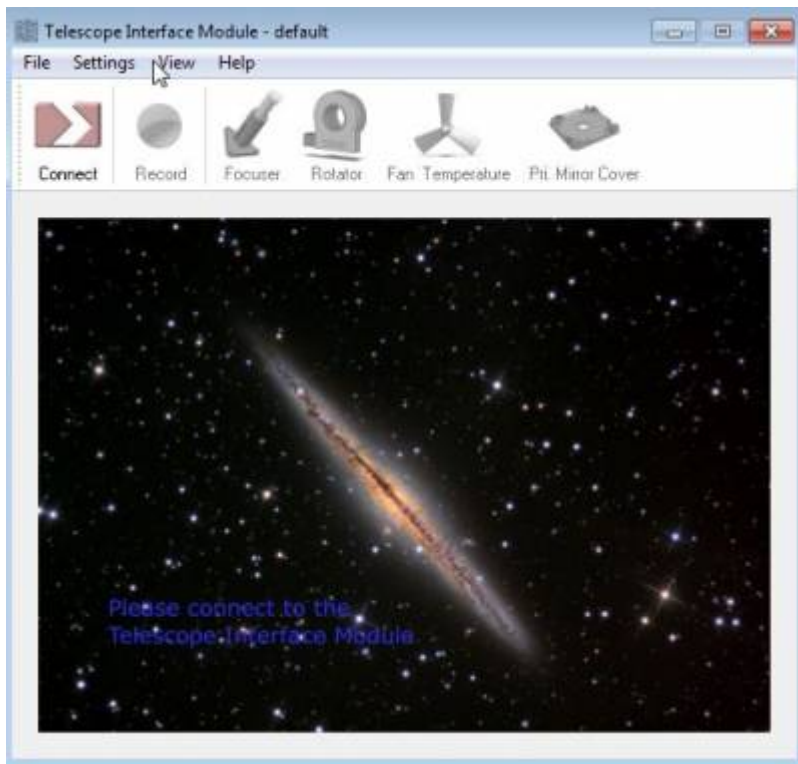 Telescope Interface Module - default
File Settings View Help
Connect Record Focuser Rotator Fan Temperature Pri. Mirror Cover
Please connect to the
Telescope Interface Module